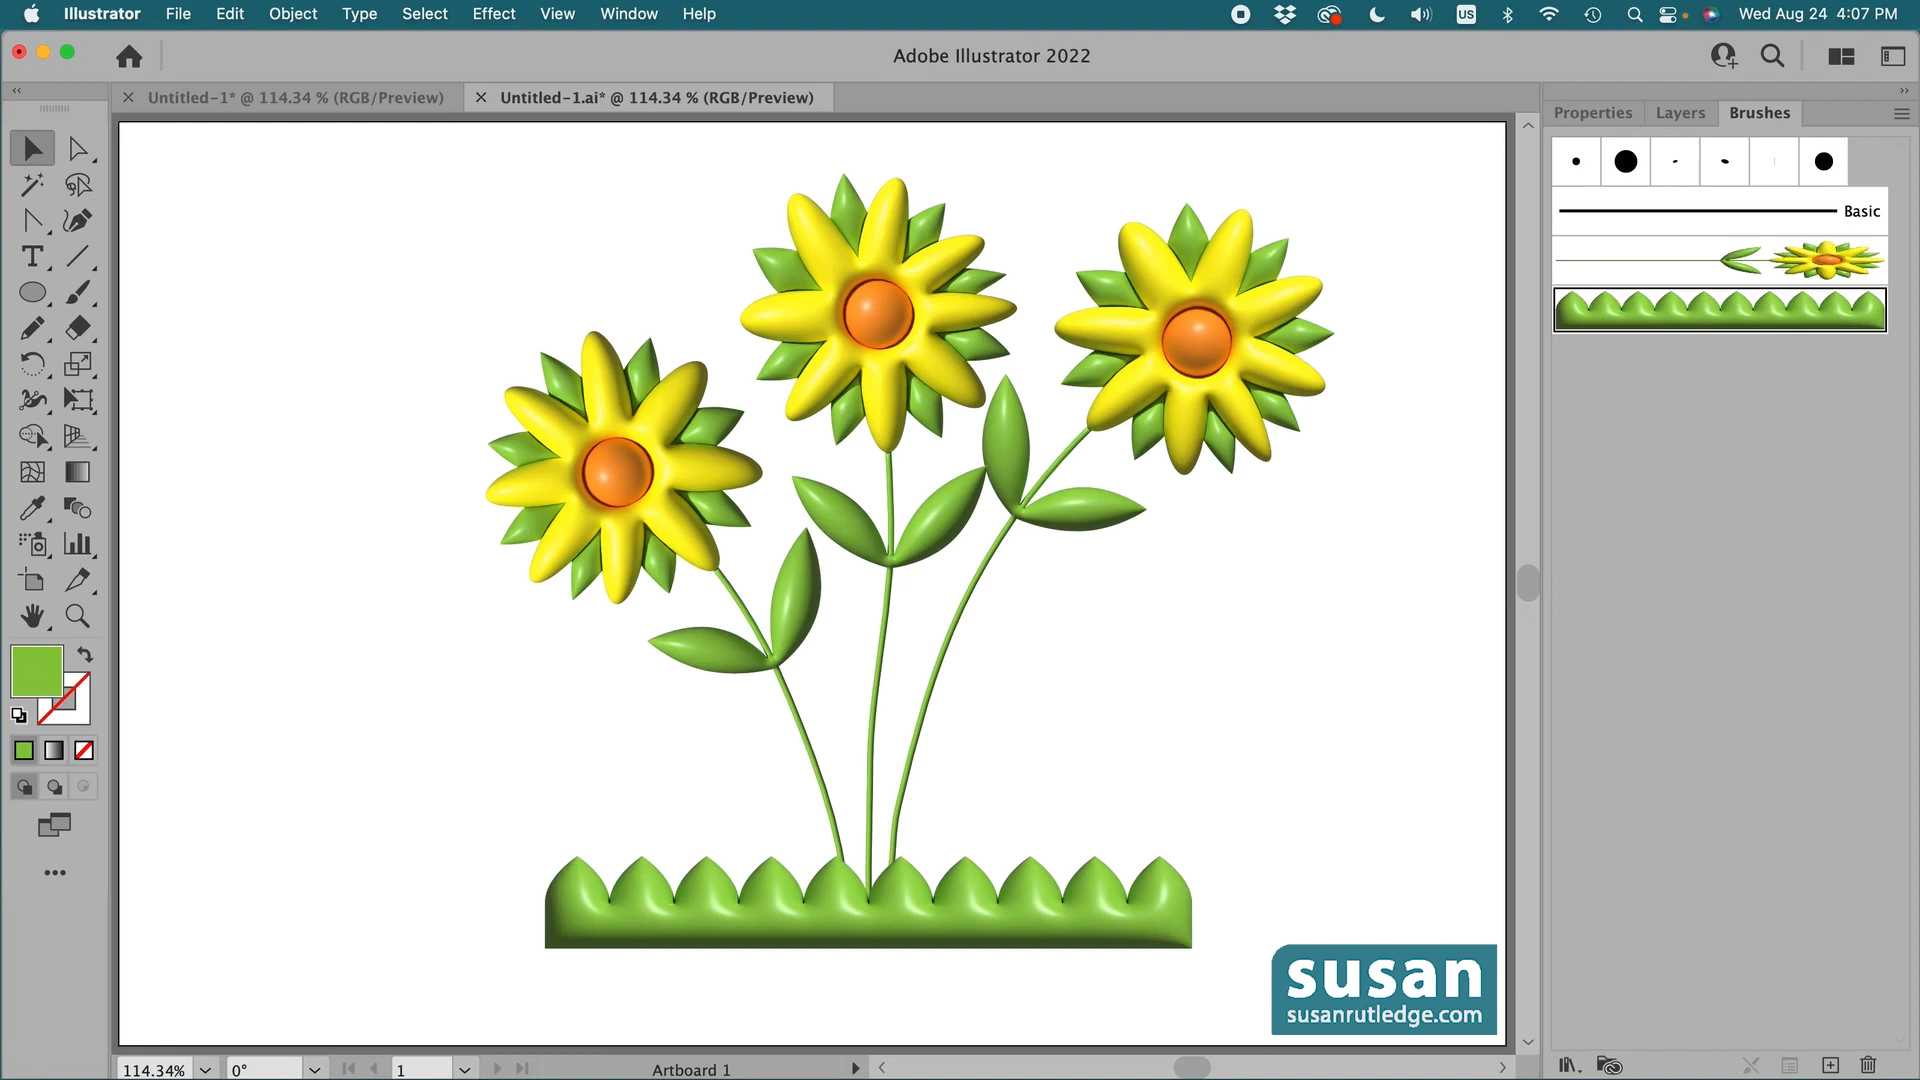 Illustrator File Edit Object Type Select Effect View Window Help US Wed Aug 24 4:07 PM
Adobe Illustrator 2022
Untitled-1* @ 114.34 % (RGB/Preview) Untitled-1.ai* @ 114.34 % (RGB/Preview)
Properties Layers Brushes
Basic
susan
susanrutledge.com
114.34% 0° 1 Artboard 1